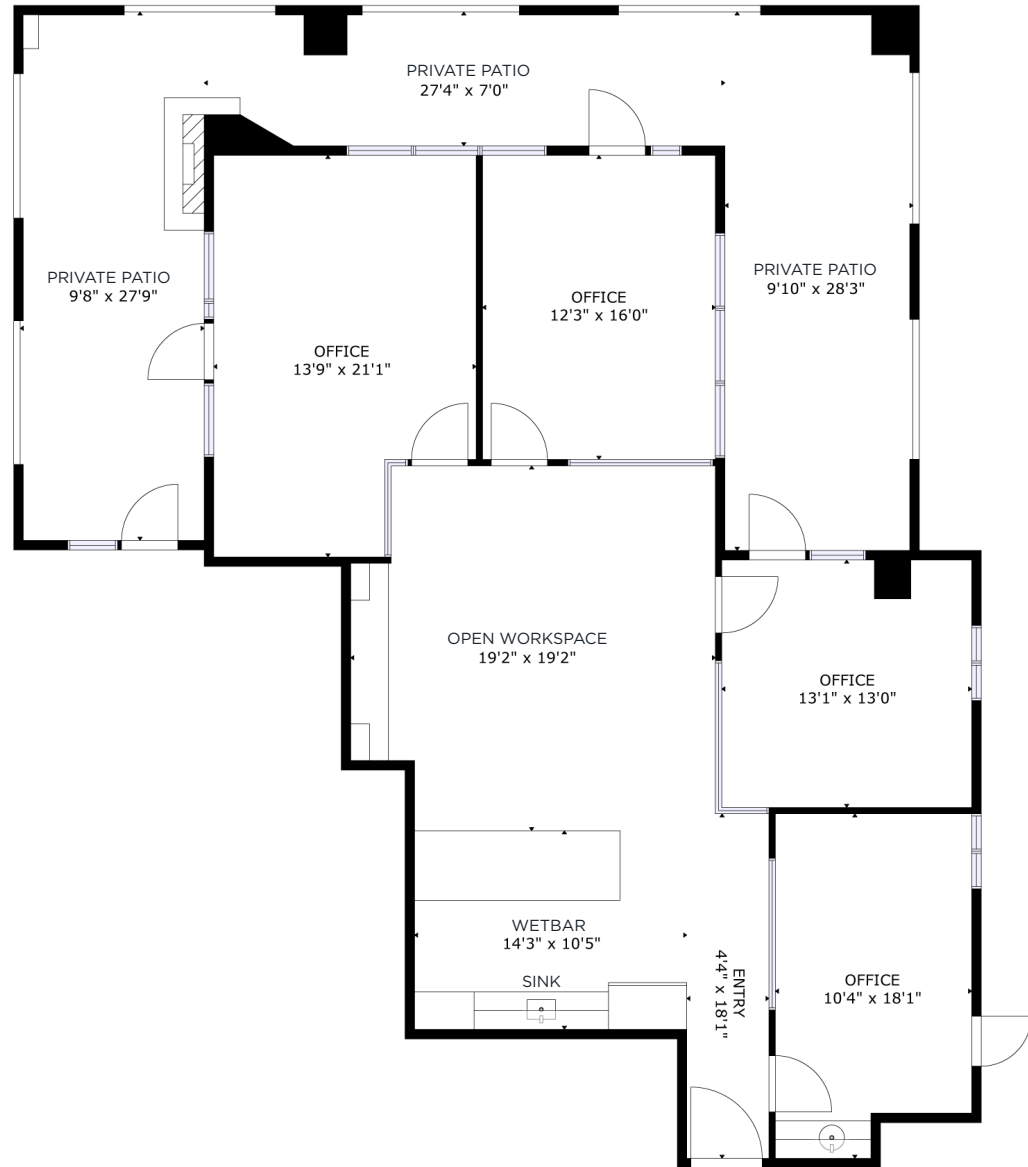 PRIVATE PATIO
27'4" x 7'0"
PRIVATE PATIO
9'8" x 27'9"
PRIVATE PATIO
9'10" x 28'3"
OFFICE
12'3" x 16'0"
OFFICE
13'9" x 21'1"
OPEN WORKSPACE
19'2" x 19'2"
OFFICE
13'1" x 13'0"
WETBAR
14'3" x 10'5"
SINK
ENTRY
4'4" x 18'1"
OFFICE
10'4" x 18'1"